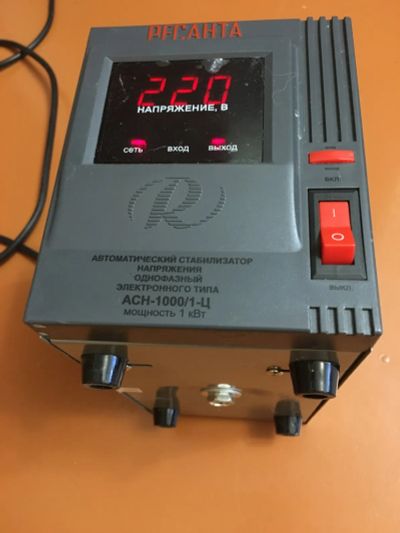 РЕСАНТА
220
НАПРЯЖЕНИЕ, В
СЕТЬ ВХОД ВЫХОД
ВКЛ.
I
O
ВЫКЛ.
АВТОМАТИЧЕСКИЙ СТАБИЛИЗАТОР
НАПРЯЖЕНИЯ
ОДНОФАЗНЫЙ
ЭЛЕКТРОННОГО ТИПА
АСН-1000/1-Ц
МОЩНОСТЬ 1 кВт